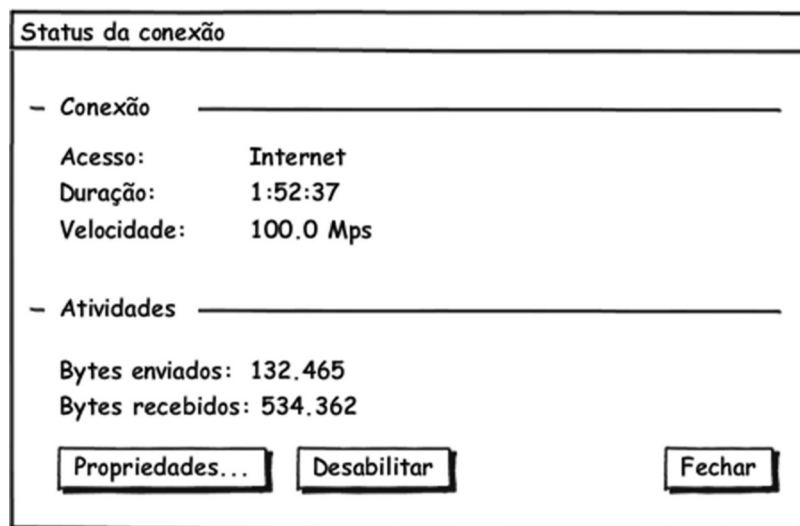 Status da conexão
Conexão
Acesso: Internet
Duração: 1:52:37
Velocidade: 100.0 Mps
Atividades
Bytes enviados: 132.465
Bytes recebidos: 534.362
Propriedades... Desabilitar Fechar